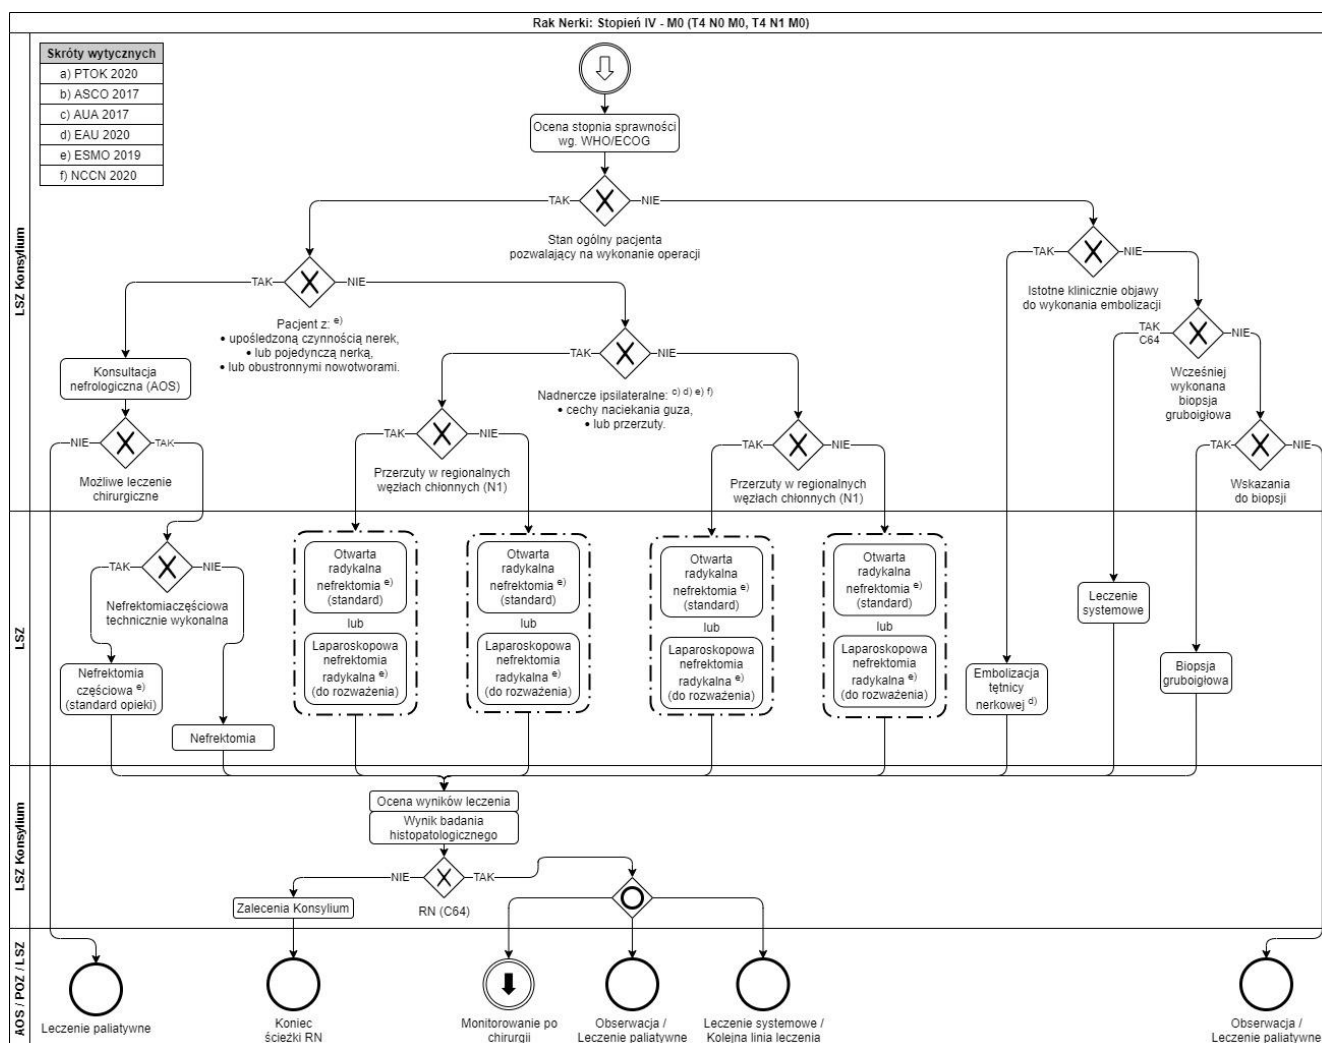 Rak Nerki: Stopień IV - M0 (T4 N0 M0, T4 N1 M0)
LSZ Konsylium
Skróty wytycznych
a) PTOK 2020
b) ASCO 2017
c) AUA 2017
d) EAU 2020
e) ESMO 2019
f) NCCN 2020
Ocena stopnia sprawności
wg. WHO/ECOG
TAK
NIE
Stan ogólny pacjenta
pozwalający na wykonanie operacji
TAK
NIE
Pacjent z: e)
• upośledzoną czynnością nerek,
• lub pojedynczą nerką,
• lub obustronnymi nowotworami.
TAK
NIE
Istotne klinicznie objawy
do wykonania embolizacji
Konsultacja
nefrologiczna (AOS)
TAK
NIE
Nadnercze ipsilateralne: c) d) e) f)
• cechy naciekania guza,
• lub przerzuty.
TAK
C64
NIE
Wcześniej
wykonana
biopsja
gruboigłowa
NIE
TAK
Możliwe leczenie
chirurgiczne
TAK
NIE
Przerzuty w regionalnych
węzłach chłonnych (N1)
TAK
NIE
Przerzuty w regionalnych
węzłach chłonnych (N1)
TAK
NIE
Wskazania
do biopsji
LSZ
TAK
NIE
Nefrektomiaczęściowa
technicznie wykonalna
Nefrektomia
częściowa e)
(standard opieki)
Nefrektomia
Otwarta
radykalna
nefrektomia e)
(standard)
lub
Laparoskopowa
nefrektomia
radykalna e)
(do rozważenia)
Otwarta
radykalna
nefrektomia e)
(standard)
lub
Laparoskopowa
nefrektomia
radykalna e)
(do rozważenia)
Otwarta
radykalna
nefrektomia e)
(standard)
lub
Laparoskopowa
nefrektomia
radykalna e)
(do rozważenia)
Otwarta
radykalna
nefrektomia e)
(standard)
lub
Laparoskopowa
nefrektomia
radykalna e)
(do rozważenia)
Embolizacja
tętnicy
nerkowej d)
Leczenie
systemowe
Biopsja
gruboigłowa
LSZ Konsylium
Ocena wyników leczenia
Wynik badania
histopatologicznego
NIE
TAK
RN (C64)
Zalecenia Konsylium
AOS / POZ / LSZ
Leczenie paliatywne
Koniec
ścieżki RN
Monitorowanie po
chirurgii
Obserwacja /
Leczenie paliatywne
Leczenie systemowe /
Kolejna linia leczenia
Obserwacja /
Leczenie paliatywne